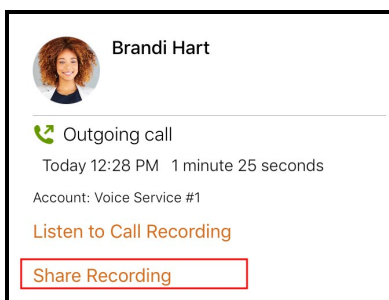 Brandi Hart
Outgoing call
Today 12:28 PM 1 minute 25 seconds
Account: Voice Service #1
Listen to Call Recording
Share Recording